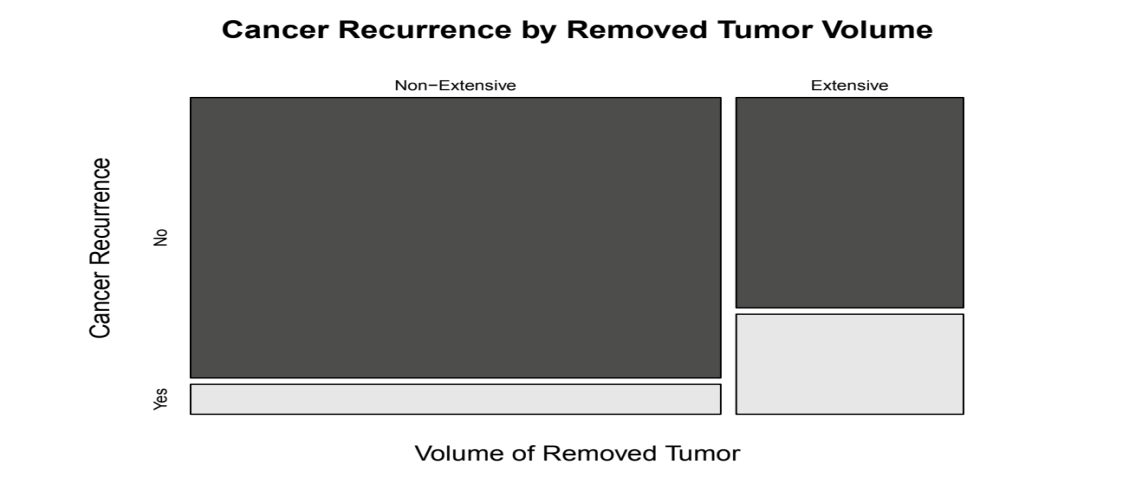 Cancer Recurrence by Removed Tumor Volume
Non−Extensive
Extensive
Cancer Recurrence
No
Yes
Volume of Removed Tumor